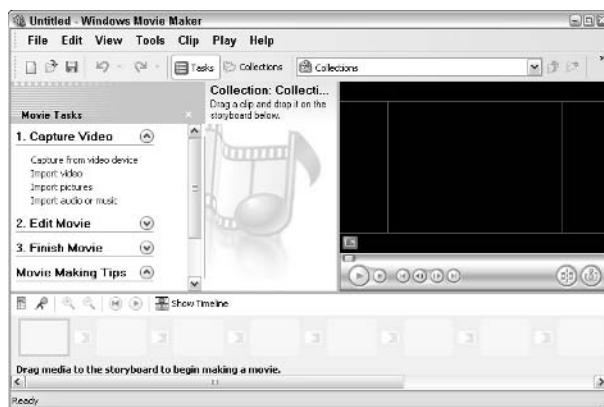 Untitled - Windows Movie Maker
File Edit View Tools Clip Play Help
Tasks Collections Collections
Movie Tasks
1. Capture Video
Capture from video device
Import video
Import pictures
Import audio or music
2. Edit Movie
3. Finish Movie
Movie Making Tips
Collection: Collecti...
Drag a clip and drop it on the
storyboard below.
Show Timeline
Drag media to the storyboard to begin making a movie.
Ready